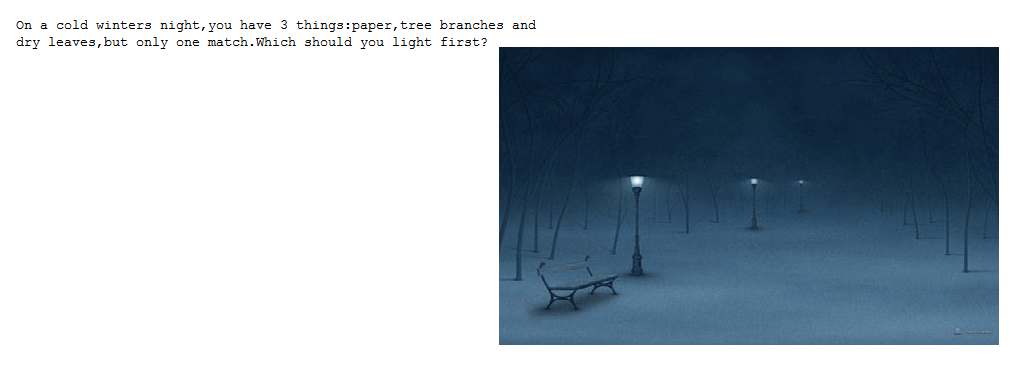 On a cold winters night,you have 3 things:paper,tree branches and
dry leaves,but only one match.Which should you light first?